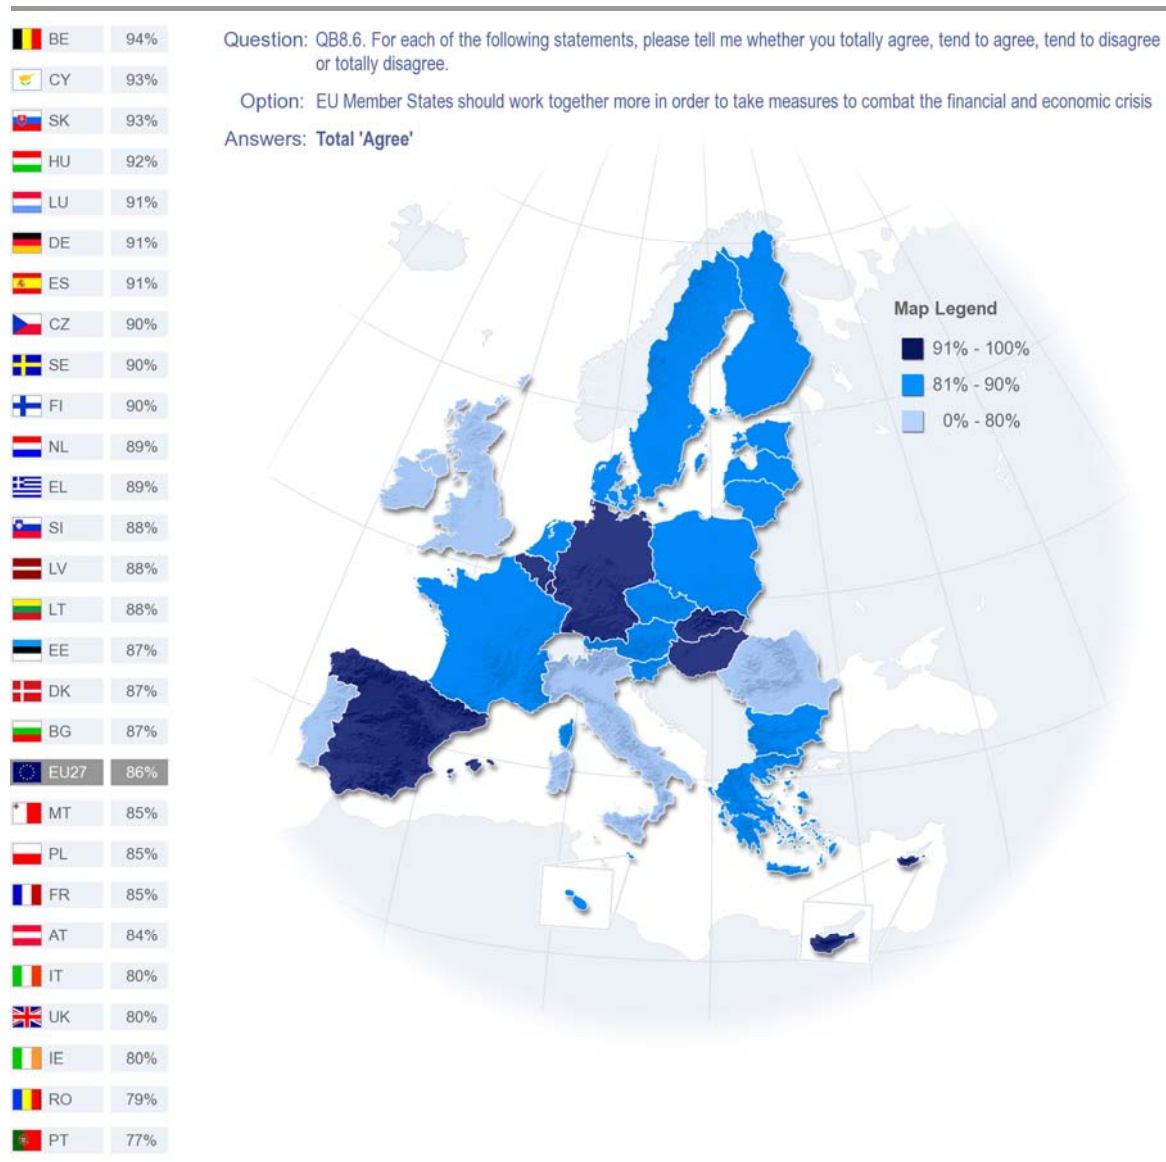 Question: QB8.6. For each of the following statements, please tell me whether you totally agree, tend to agree, tend to disagree
or totally disagree.
Option: EU Member States should work together more in order to take measures to combat the financial and economic crisis
Answers: Total 'Agree'
BE 94%
CY 93%
SK 93%
HU 92%
LU 91%
DE 91%
ES 91%
CZ 90%
SE 90%
FI 90%
NL 89%
EL 89%
SI 88%
LV 88%
LT 88%
EE 87%
DK 87%
BG 87%
EU27 86%
MT 85%
PL 85%
FR 85%
AT 84%
IT 80%
UK 80%
IE 80%
RO 79%
PT 77%
Map Legend
91% - 100%
81% - 90%
0% - 80%